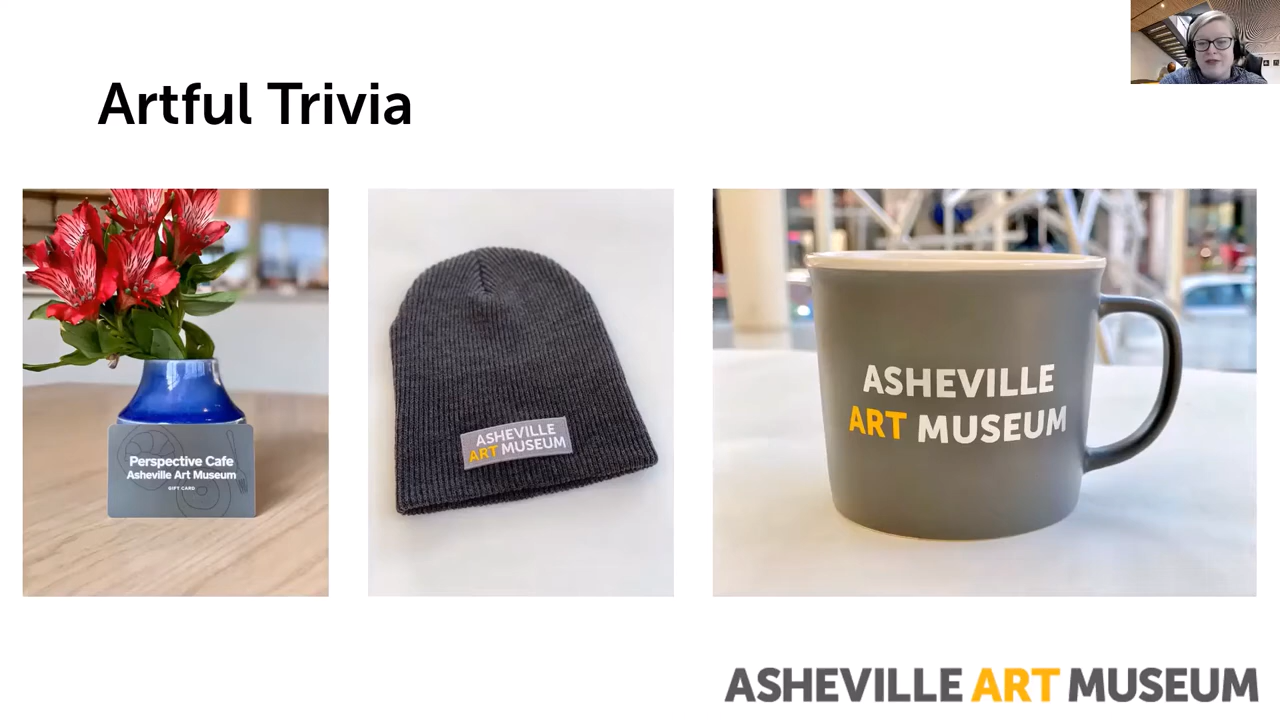 Artful Trivia
Perspective Cafe
Asheville Art Museum
GIFT CARD
ASHEVILLE
ART MUSEUM
ASHEVILLE
ART MUSEUM
ASHEVILLE ART MUSEUM